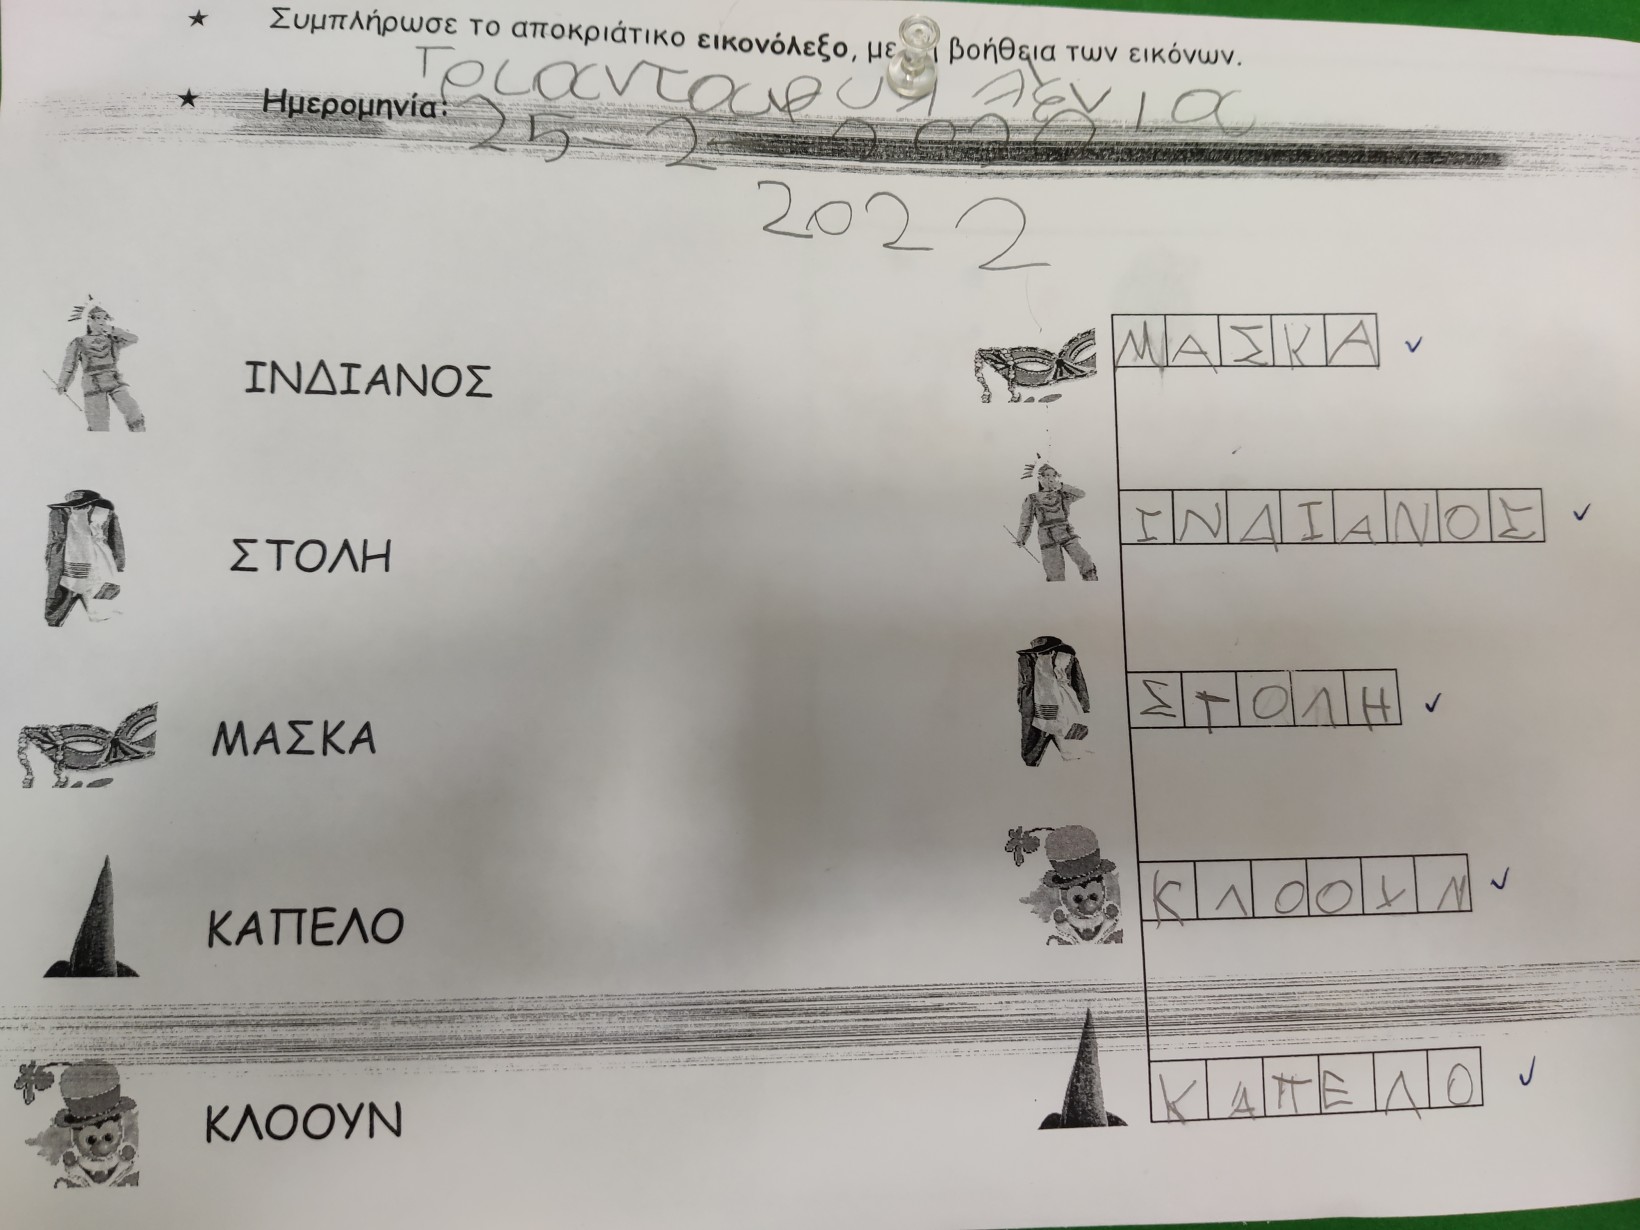 ★ Συμπλήρωσε το αποκριάτικο εικονόλεξο, με βοήθεια των εικόνων.
★ Ημερομηνία:
25-2-
2022
ΙΝΔΙΑΝΟΣ
ΣΤΟΛΗ
ΜΑΣΚΑ
ΚΑΠΕΛΟ
ΚΛΟΟΥΝ
ΜΑΣΚΑ
ΙΝΔΙΑΝΟΣ
ΣΤΟΛΗ
ΚΛΟΟΥΝ
ΚΑΠΕΛΟ